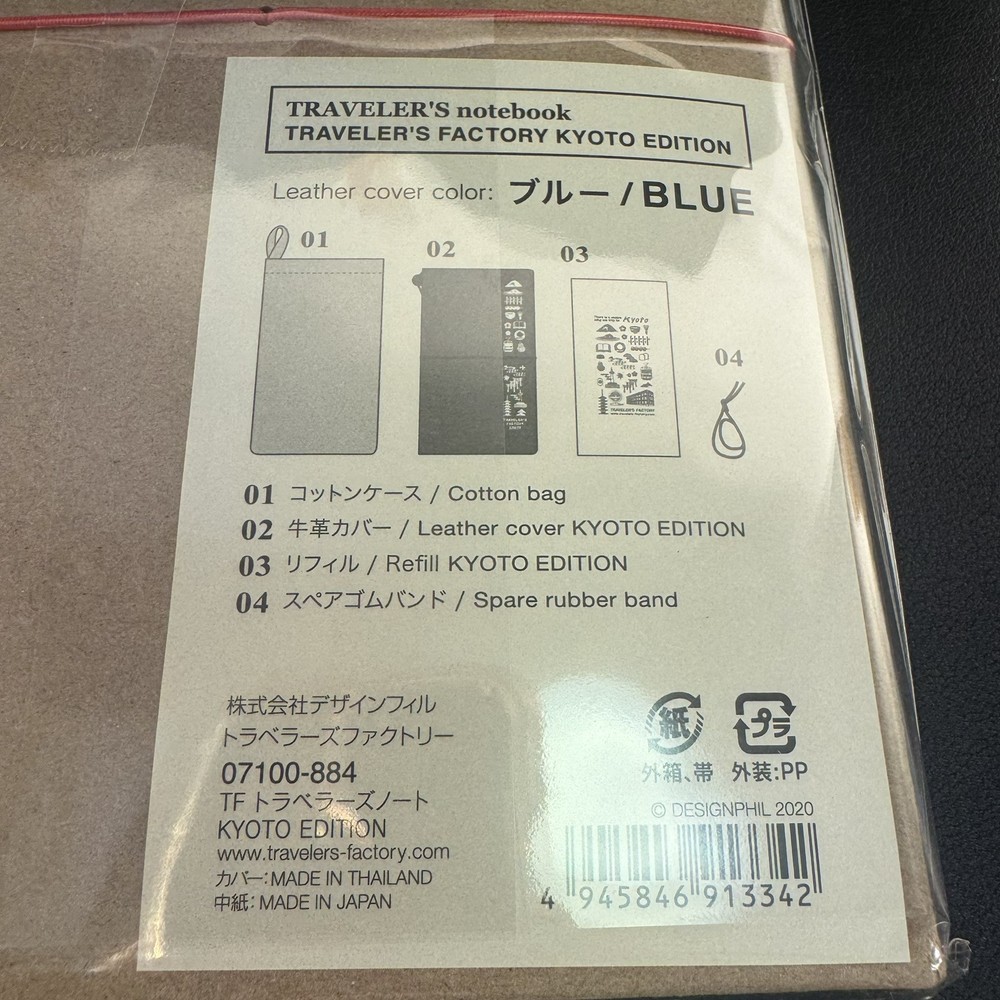 TRAVELER'S notebook
TRAVELER'S FACTORY KYOTO EDITION
Leather cover color: ブルー / BLUE
01
02
03
04
Kyoto
TRAVELER'S FACTORY
01 コットンケース / Cotton bag
02 牛革カバー / Leather cover KYOTO EDITION
03 リフィル / Refill KYOTO EDITION
04 スペアゴムバンド / Spare rubber band
株式会社デザインフィル
トラベラーズファクトリー
07100-884
TF トラベラーズノート
KYOTO EDITION
www.travelers-factory.com
カバー:MADE IN THAILAND
中紙:MADE IN JAPAN
紙 プラ
外箱、帯 外装:PP
© DESIGNPHIL 2020
4 945846 913342